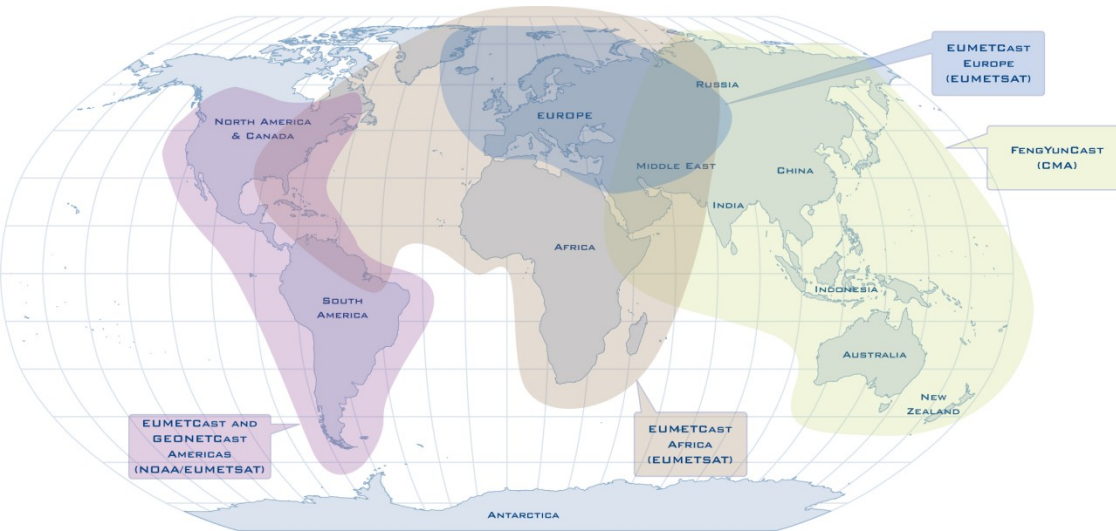 EUMETCast
Europe
(EUMETSAT)
Russia
North America
& Canada
EUROPE
FengYunCast
(CMA)
Middle East
China
India
Africa
Indonesia
South
America
Australia
New
Zealand
EUMETCast and
GEONETCast
Americas
(NOAA/EUMETSAT)
EUMETCast
Africa
(EUMETSAT)
Antarctica